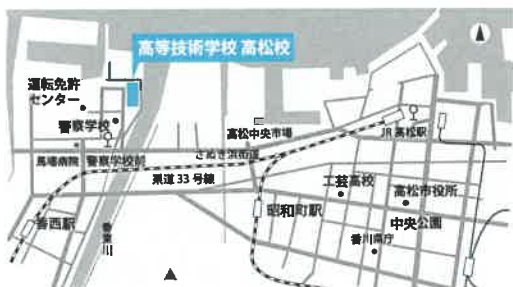 高等技術学校 高松校
運転免許
センター
警察学校
高松中央市場
JR高松駅
馬場病院
警察学校前
さぬき浜街道
県道33号線
工芸高校
高松市役所
昭和町駅
中央公園
香西駅
香東川
香川県庁